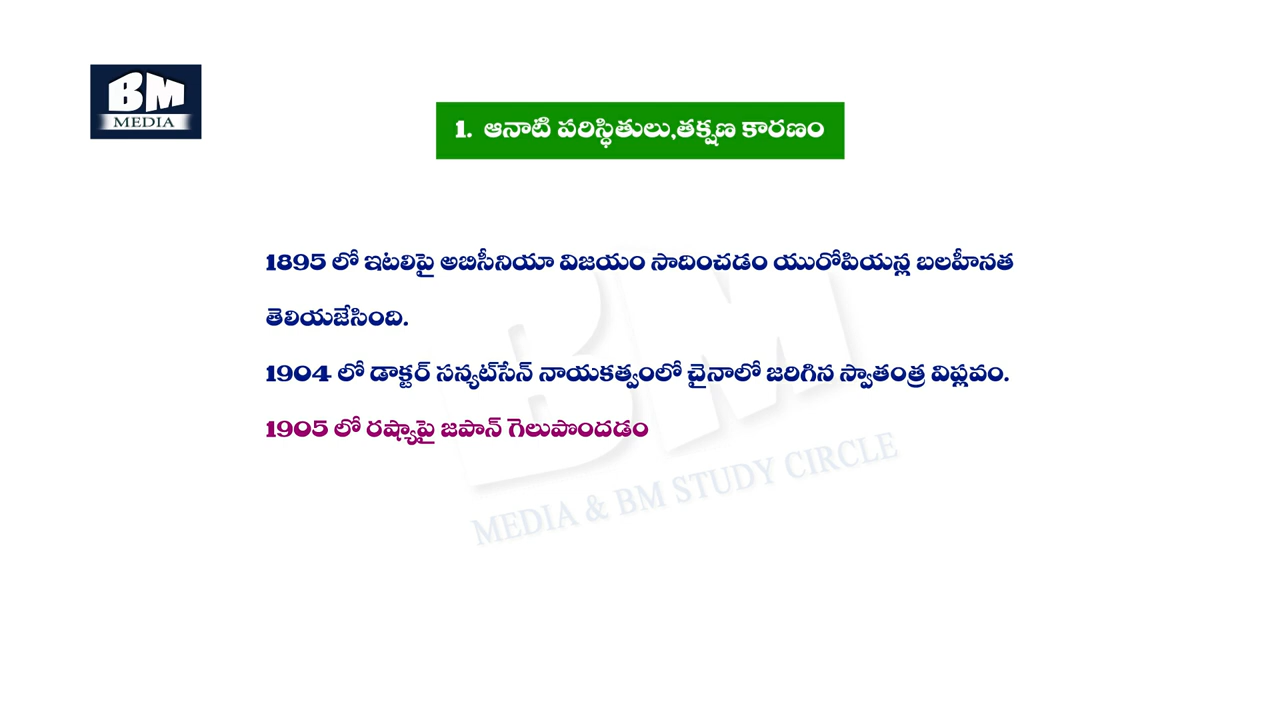 BM
MEDIA
1. ఆనాటి పరిస్ధితులు,తక్షణ కారణం
1895 లో ఇటలిపై అబిసీనియా విజయం సాదించడం యురోపియన్ల బలహీనత
తెలియజేసింది.
1904 లో డాక్టర్ సన్యట్‌సేన్ నాయకత్వంలో చైనాలో జరిగిన స్వాతంత్ర విప్లవం.
1905 లో రష్యాపై జపాన్ గెలుపొందడం
BM
MEDIA & BM STUDY CIRCLE